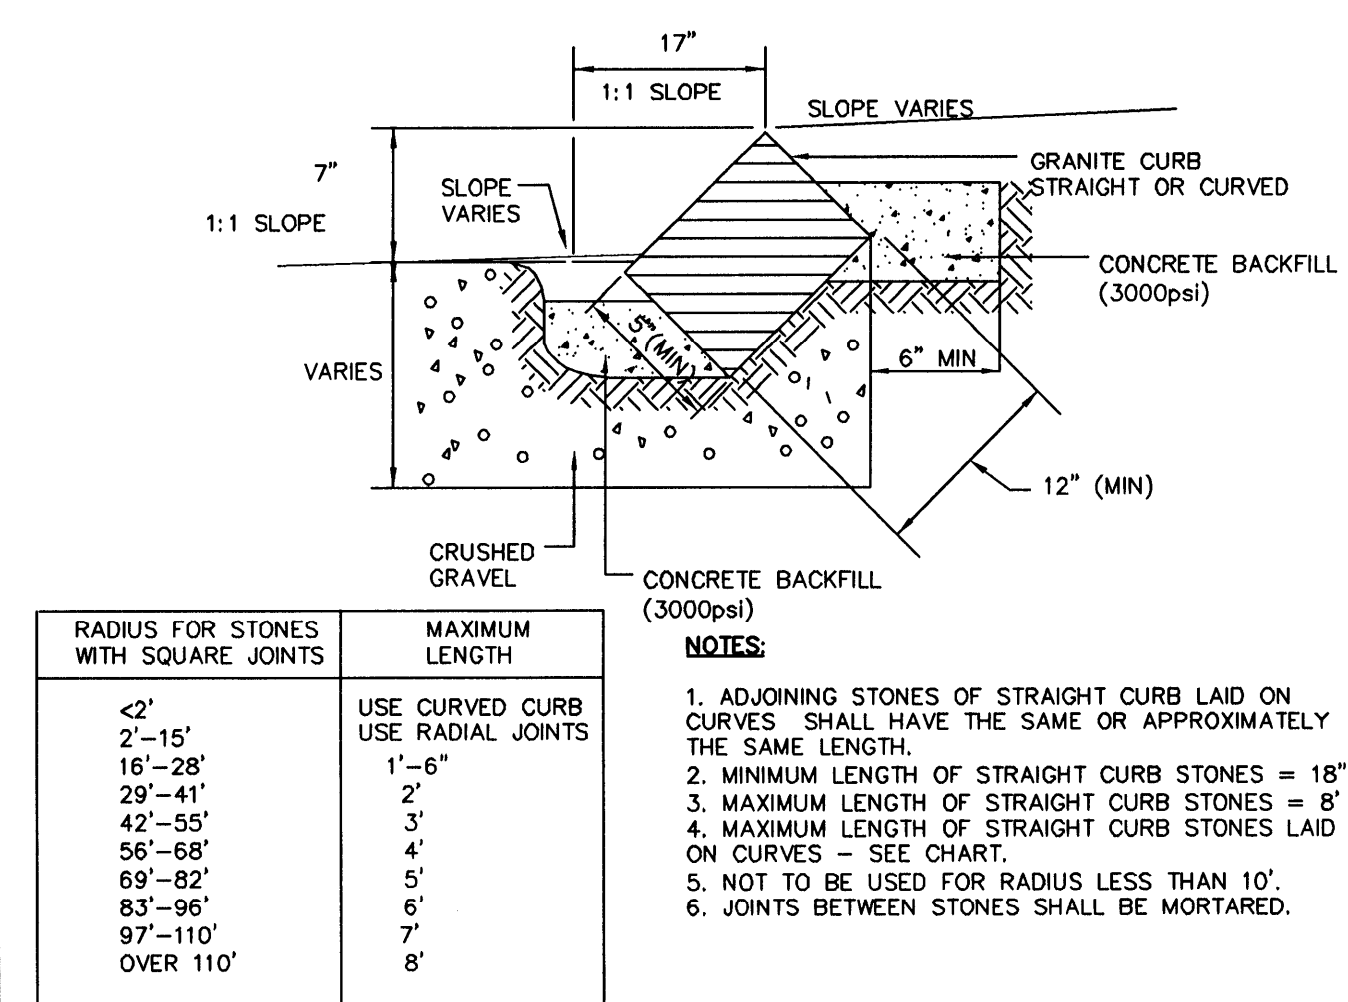 17"
1:1 SLOPE
SLOPE VARIES
7"
1:1 SLOPE
SLOPE
VARIES
GRANITE CURB
STRAIGHT OR CURVED
CONCRETE BACKFILL
(3000psi)
5" (MIN)
VARIES
6" MIN
12" (MIN)
CRUSHED
GRAVEL
CONCRETE BACKFILL
(3000psi)
RADIUS FOR STONES MAXIMUM
WITH SQUARE JOINTS LENGTH
<2' USE CURVED CURB
2'-15' USE RADIAL JOINTS
16'-28' 1'-6"
29'-41' 2'
42'-55' 3'
56'-68' 4'
69'-82' 5'
83'-96' 6'
97'-110' 7'
OVER 110' 8'
NOTES:
1. ADJOINING STONES OF STRAIGHT CURB LAID ON
CURVES SHALL HAVE THE SAME OR APPROXIMATELY
THE SAME LENGTH.
2. MINIMUM LENGTH OF STRAIGHT CURB STONES = 18"
3. MAXIMUM LENGTH OF STRAIGHT CURB STONES = 8'
4. MAXIMUM LENGTH OF STRAIGHT CURB STONES LAID
ON CURVES - SEE CHART.
5. NOT TO BE USED FOR RADIUS LESS THAN 10'.
6. JOINTS BETWEEN STONES SHALL BE MORTARED.